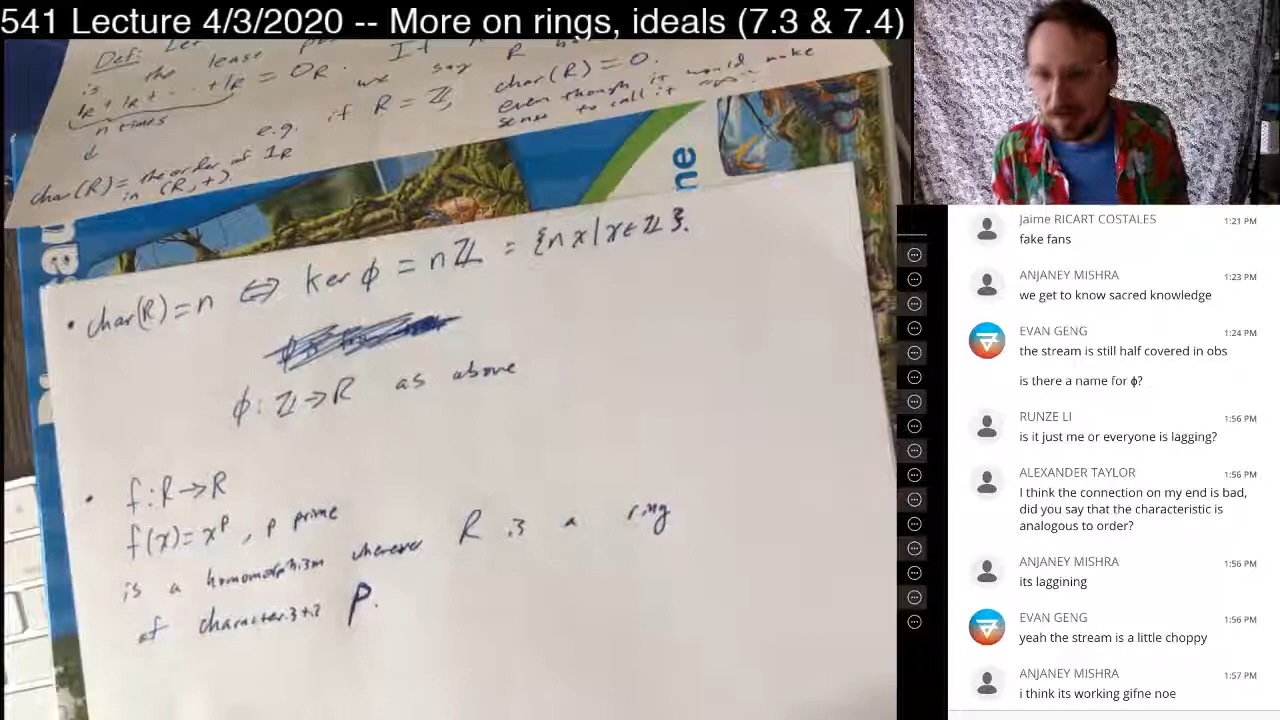 541 Lecture 4/3/2020 -- More on rings, ideals (7.3 & 7.4)
Def: Let
is the least
1R + 1R + ... + 1R = 0R. If
n times
we say R
char(R) = 0.
e.g. if R = ℤ,
even though it would make
sense to call it
char(R) = the order of 1R
in (R, +)
ne
au
• char(R) = n ⇔ ker φ = nℤ = {nx | x ∈ ℤ}.
φ: ℤ → R as above
• f: R → R
f(x) = x^p, p prime
is a homomorphism whenever R is a ring
of characteristic p.
Jaime RICART COSTALES 1:21 PM
fake fans
ANJANEY MISHRA 1:23 PM
we get to know sacred knowledge
EVAN GENG 1:24 PM
the stream is still half covered in obs
is there a name for ϕ?
RUNZE LI 1:56 PM
is it just me or everyone is lagging?
ALEXANDER TAYLOR 1:56 PM
I think the connection on my end is bad,
did you say that the characteristic is
analogous to order?
ANJANEY MISHRA 1:56 PM
its laggining
EVAN GENG 1:56 PM
yeah the stream is a little choppy
ANJANEY MISHRA 1:57 PM
i think its working gifne noe